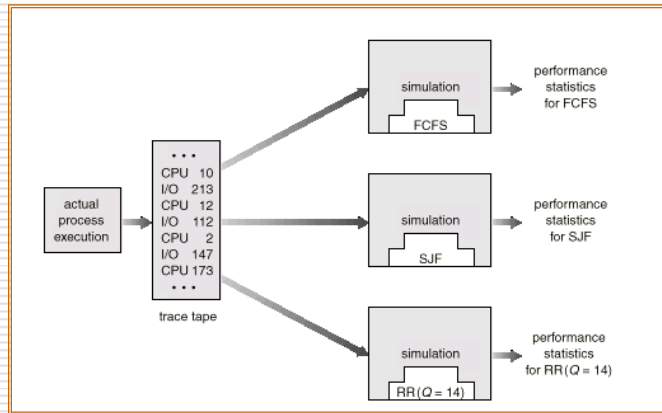 actual
process
execution
• • •
CPU 10
I/O 213
CPU 12
I/O 112
CPU 2
I/O 147
CPU 173
• • •
trace tape
simulation
FCFS
performance
statistics
for FCFS
simulation
SJF
performance
statistics
for SJF
simulation
RR (Q = 14)
performance
statistics
for RR (Q = 14)